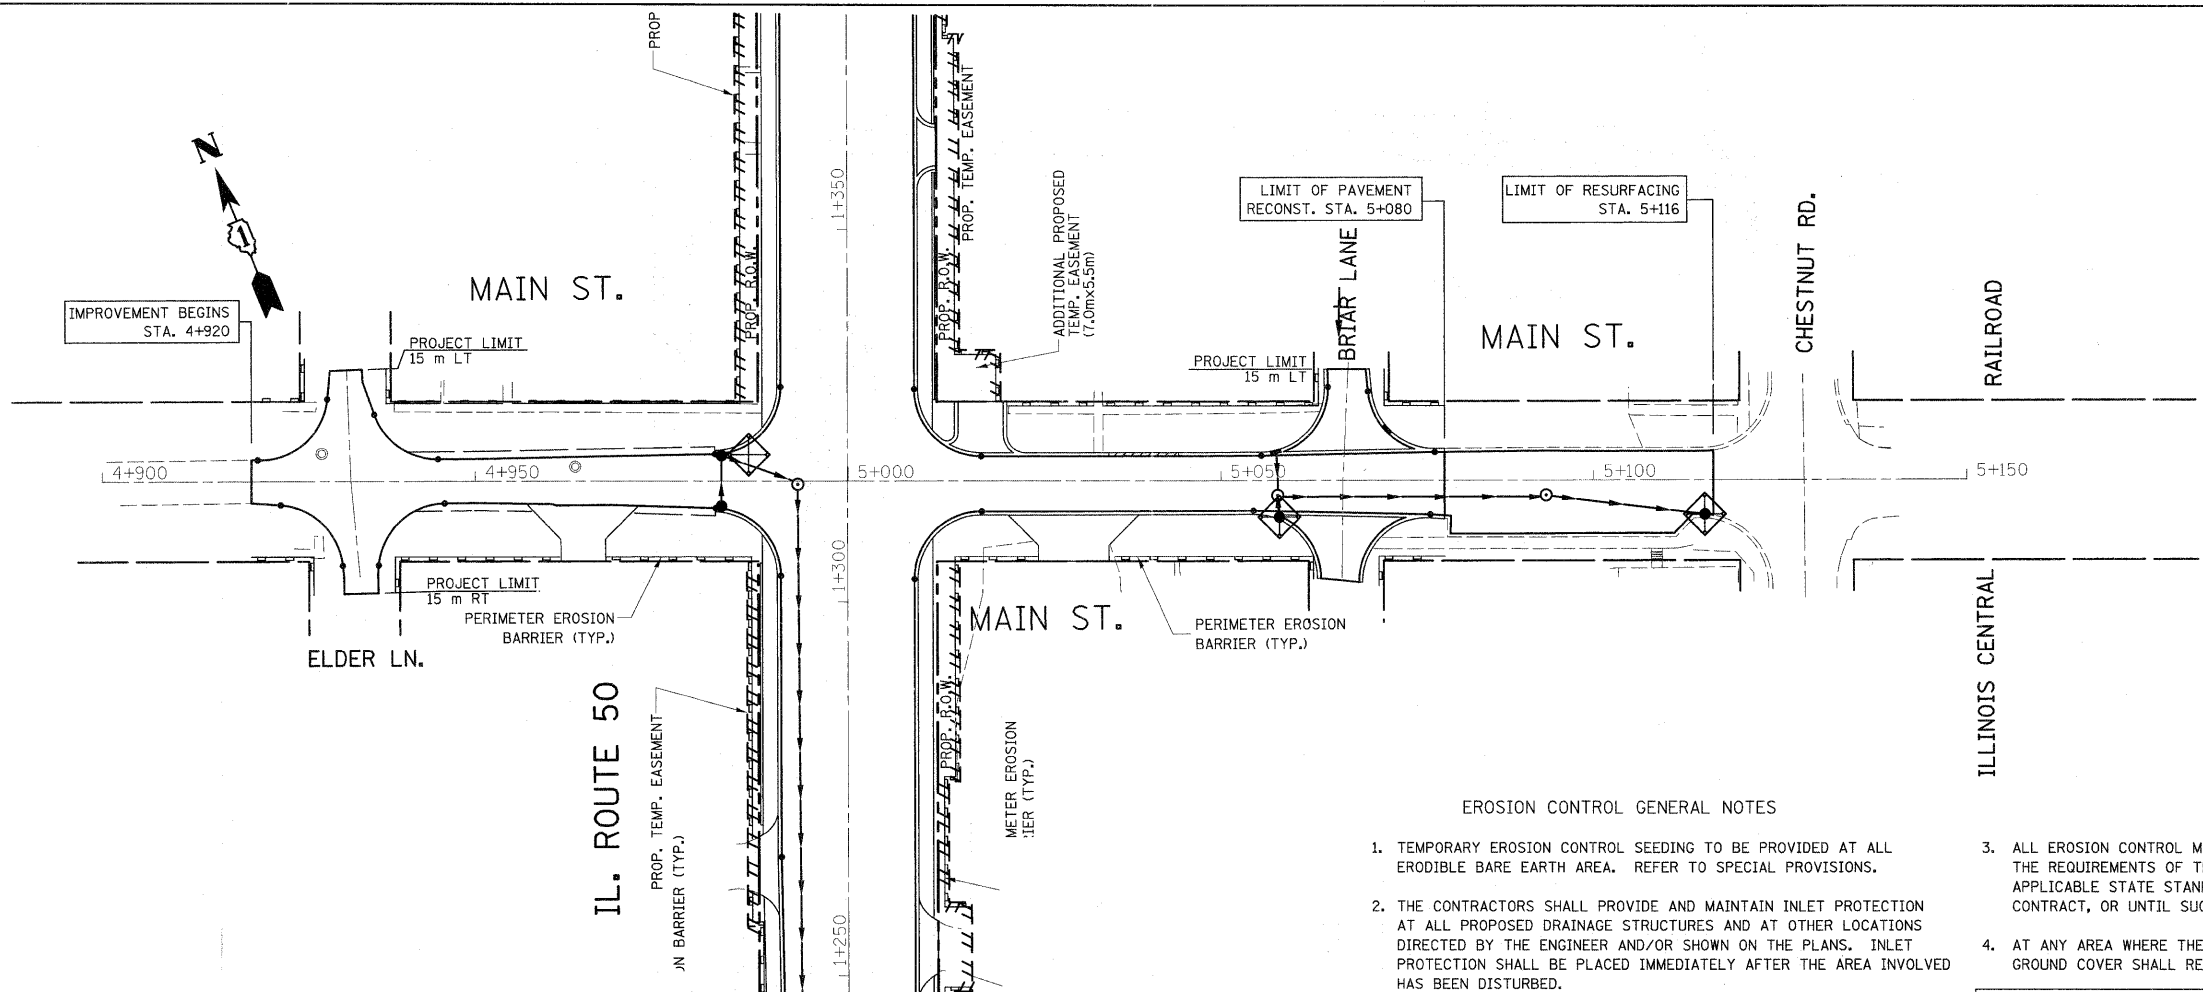 PROP
N
1
MAIN ST.
IMPROVEMENT BEGINS
STA. 4+920
PROJECT LIMIT
15 m LT
PROP. R.O.W.
1+350
PROP. TEMP. EASEMENT
PROP. R.O.W.
ADDITIONAL PROPOSED
TEMP. EASEMENT
(7.0mx5.5m)
LIMIT OF PAVEMENT
RECONST. STA. 5+080
LIMIT OF RESURFACING
STA. 5+116
BRIAR LANE
MAIN ST.
CHESTNUT RD.
RAILROAD
PROJECT LIMIT
15 m LT
4+900
4+950
5+000
5+050
5+100
5+150
PROJECT LIMIT
15 m RT
PERIMETER EROSION
BARRIER (TYP.)
1+300
MAIN ST.
PERIMETER EROSION
BARRIER (TYP.)
ELDER LN.
IL. ROUTE 50
PROP. TEMP. EASEMENT
ON BARRIER (TYP.)
PROP. R.O.W.
METER EROSION
IER (TYP.)
1+250
ILLINOIS CENTRAL
EROSION CONTROL GENERAL NOTES
1. TEMPORARY EROSION CONTROL SEEDING TO BE PROVIDED AT ALL
ERODIBLE BARE EARTH AREA. REFER TO SPECIAL PROVISIONS.
2. THE CONTRACTORS SHALL PROVIDE AND MAINTAIN INLET PROTECTION
AT ALL PROPOSED DRAINAGE STRUCTURES AND AT OTHER LOCATIONS
DIRECTED BY THE ENGINEER AND/OR SHOWN ON THE PLANS. INLET
PROTECTION SHALL BE PLACED IMMEDIATELY AFTER THE AREA INVOLVED
HAS BEEN DISTURBED.
3. ALL EROSION CONTROL M
THE REQUIREMENTS OF T
APPLICABLE STATE STAN
CONTRACT, OR UNTIL SU
4. AT ANY AREA WHERE THE
GROUND COVER SHALL RE